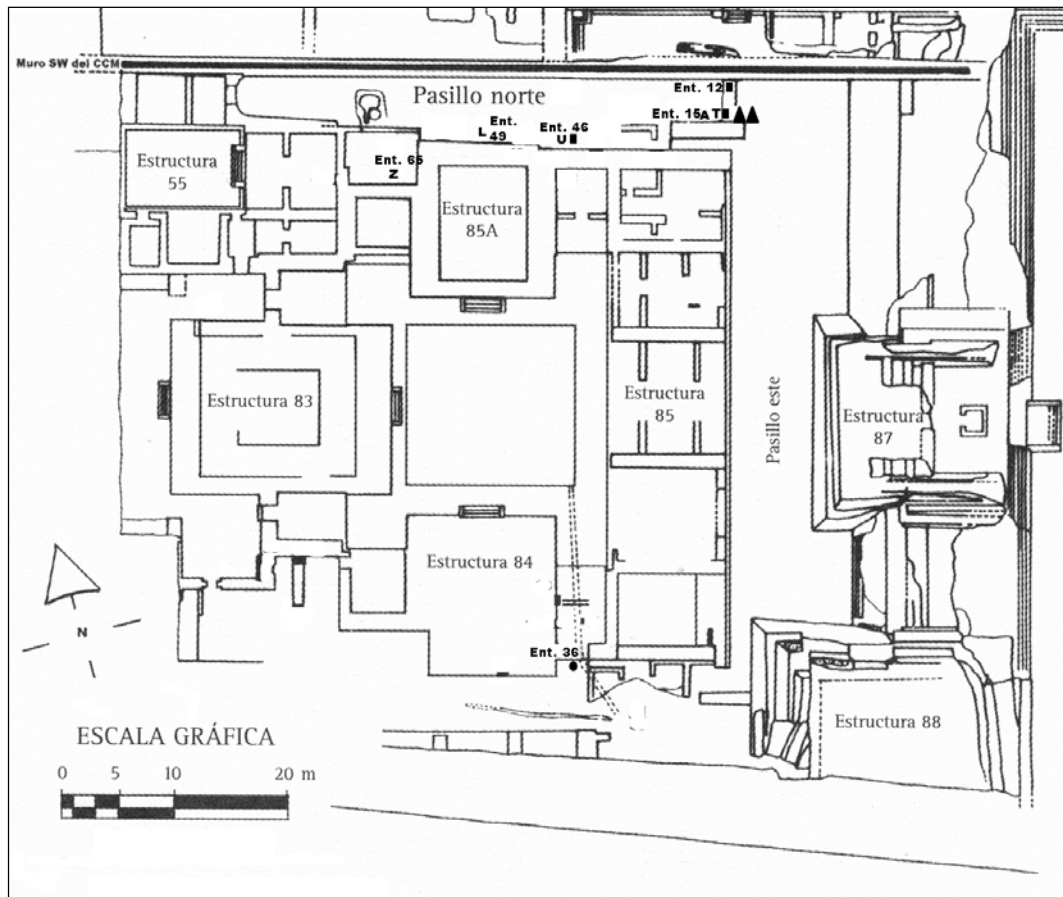 Muro SW del CCM
Pasillo norte
Ent. 12
Ent. 15 A T
Ent.
L 49
Ent. 46
U
Ent. 65
Z
Estructura
55
Estructura
85A
Estructura 83
Estructura
85
Pasillo este
Estructura
87
Estructura 84
Ent. 36
Estructura 88
N
ESCALA GRÁFICA
0 5 10 20 m